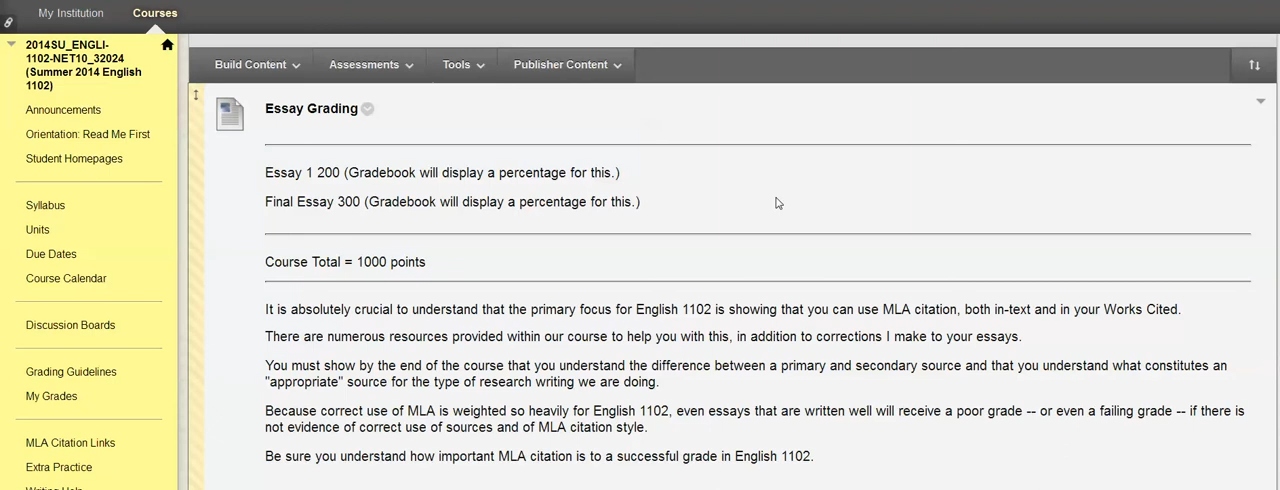 My Institution
Courses
2014SU_ENGLI-
1102-NET10_32024
(Summer 2014 English
1102)
Announcements
Orientation: Read Me First
Student Homepages
Syllabus
Units
Due Dates
Course Calendar
Discussion Boards
Grading Guidelines
My Grades
MLA Citation Links
Extra Practice
Writing Help
Build Content
Assessments
Tools
Publisher Content
Essay Grading
Essay 1 200 (Gradebook will display a percentage for this.)
Final Essay 300 (Gradebook will display a percentage for this.)
Course Total = 1000 points
It is absolutely crucial to understand that the primary focus for English 1102 is showing that you can use MLA citation, both in-text and in your Works Cited.
There are numerous resources provided within our course to help you with this, in addition to corrections I make to your essays.
You must show by the end of the course that you understand the difference between a primary and secondary source and that you understand what constitutes an
"appropriate" source for the type of research writing we are doing.
Because correct use of MLA is weighted so heavily for English 1102, even essays that are written well will receive a poor grade -- or even a failing grade -- if there is
not evidence of correct use of sources and of MLA citation style.
Be sure you understand how important MLA citation is to a successful grade in English 1102.